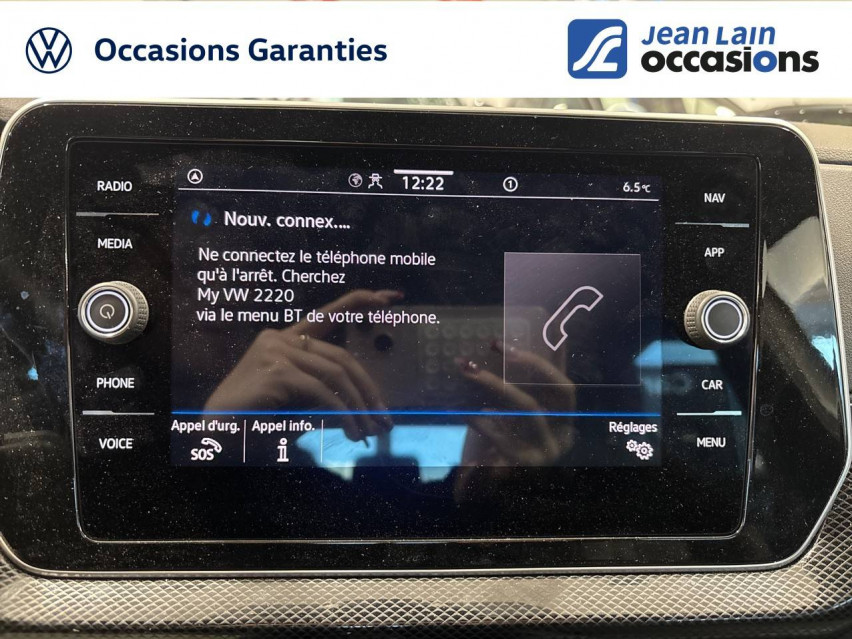 Occasions Garanties
Jean Lain
occasions
RADIO
MEDIA
PHONE
VOICE
12:22
1
6.5°C
Nouv. connex....
Ne connectez le téléphone mobile
qu'à l'arrêt. Cherchez
My VW 2220
via le menu BT de votre téléphone.
Appel d'urg.
SOS
Appel info.
i
Réglages
NAV
APP
CAR
MENU